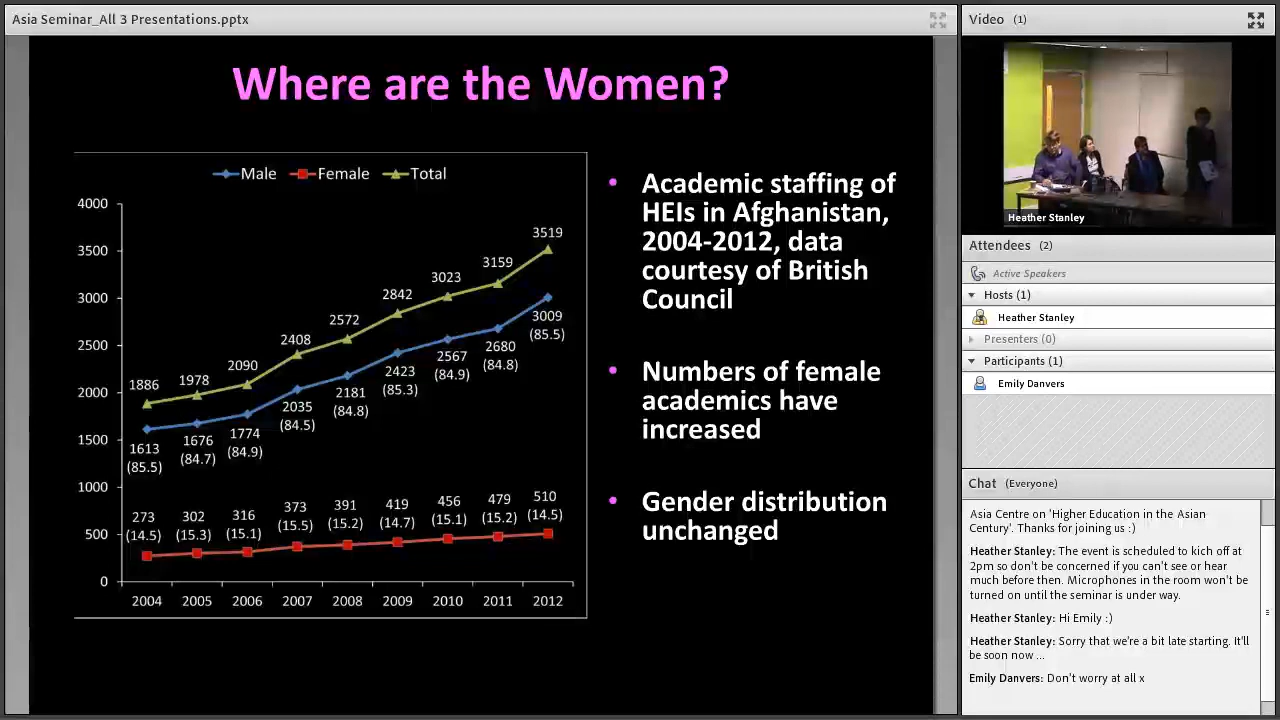 Asia Seminar_All 3 Presentations.pptx
Where are the Women?
Male Female Total
4000
3500
3000
2500
2000
1500
1000
500
0
1886
1978
2090
2408
2572
2842
3023
3159
3519
1613
(85.5)
1676
(84.7)
1774
(84.9)
2035
(84.5)
2181
(84.8)
2423
(85.3)
2567
(84.9)
2680
(84.8)
3009
(85.5)
273
(14.5)
302
(15.3)
316
(15.1)
373
(15.5)
391
(15.2)
419
(14.7)
456
(15.1)
479
(15.2)
510
(14.5)
2004 2005 2006 2007 2008 2009 2010 2011 2012
• Academic staffing of
HEIs in Afghanistan,
2004-2012, data
courtesy of British
Council
• Numbers of female
academics have
increased
• Gender distribution
unchanged
Video (1)
Heather Stanley
Attendees (2)
Active Speakers
Hosts (1)
Heather Stanley
Presenters (0)
Participants (1)
Emily Danvers
Chat (Everyone)
Asia Centre on 'Higher Education in the Asian
Century'. Thanks for joining us :)
Heather Stanley: The event is scheduled to kick off at
2pm so don't be concerned if you can't see or hear
much before then. Microphones in the room won't be
turned on until the seminar is under way.
Heather Stanley: Hi Emily :)
Heather Stanley: Sorry that we're a bit late starting. It'll
be soon now ...
Emily Danvers: Don't worry at all x